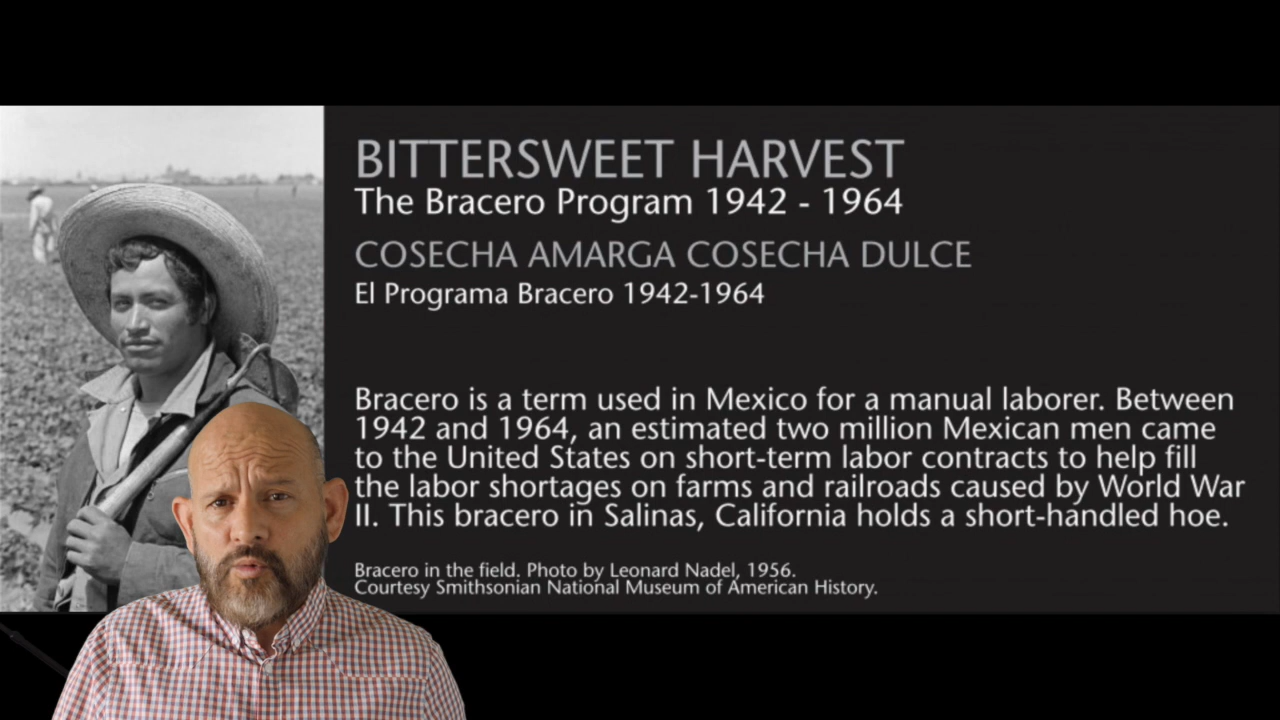 BITTERSWEET HARVEST
The Bracero Program 1942 - 1964
COSECHA AMARGA COSECHA DULCE
El Programa Bracero 1942-1964
Bracero is a term used in Mexico for a manual laborer. Between
1942 and 1964, an estimated two million Mexican men came
to the United States on short-term labor contracts to help fill
the labor shortages on farms and railroads caused by World War
II. This bracero in Salinas, California holds a short-handled hoe.
Bracero in the field. Photo by Leonard Nadel, 1956.
Courtesy Smithsonian National Museum of American History.